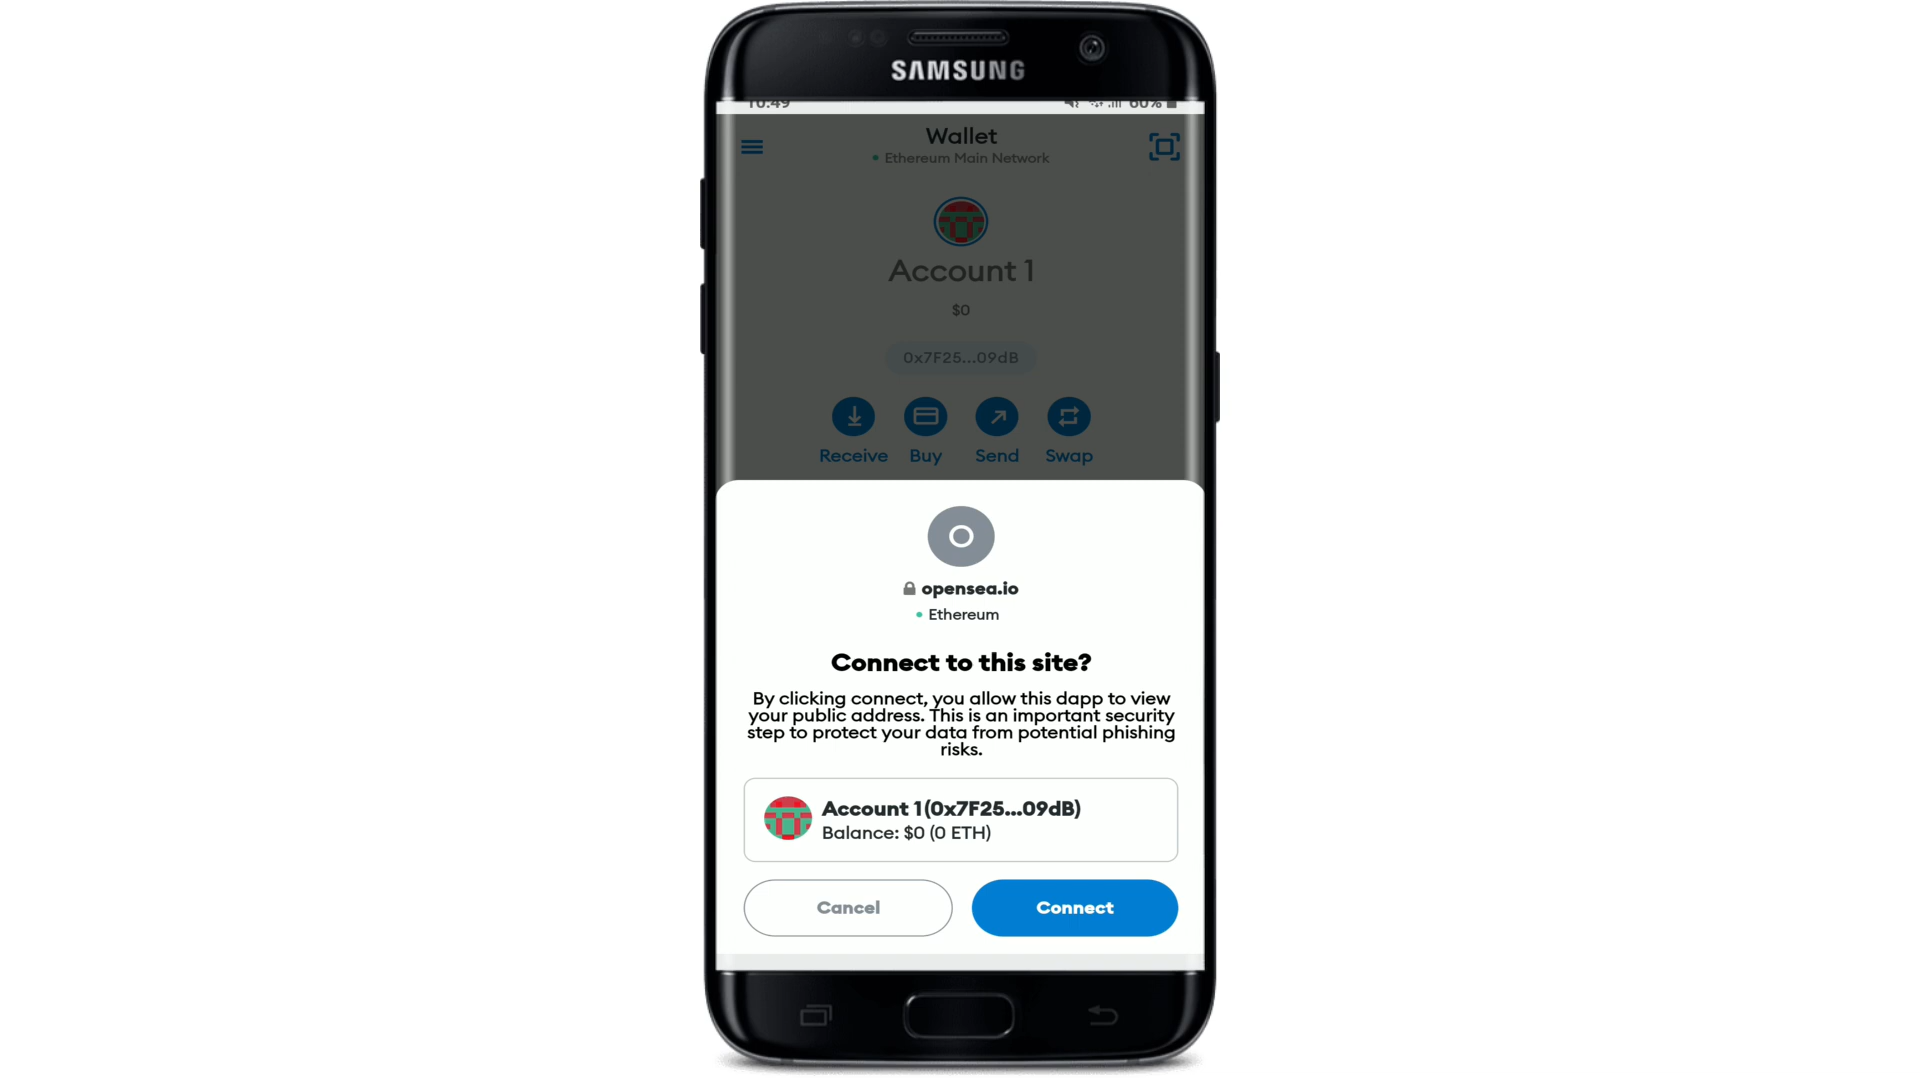 SAMSUNG
10:49 60%
Wallet
Ethereum Main Network
Account 1
$0
0x7F25...09dB
Receive Buy Send Swap
O
opensea.io
Ethereum
Connect to this site?
By clicking connect, you allow this dapp to view
your public address. This is an important security
step to protect your data from potential phishing
risks.
Account 1 (0x7F25...09dB)
Balance: $0 (0 ETH)
Cancel Connect